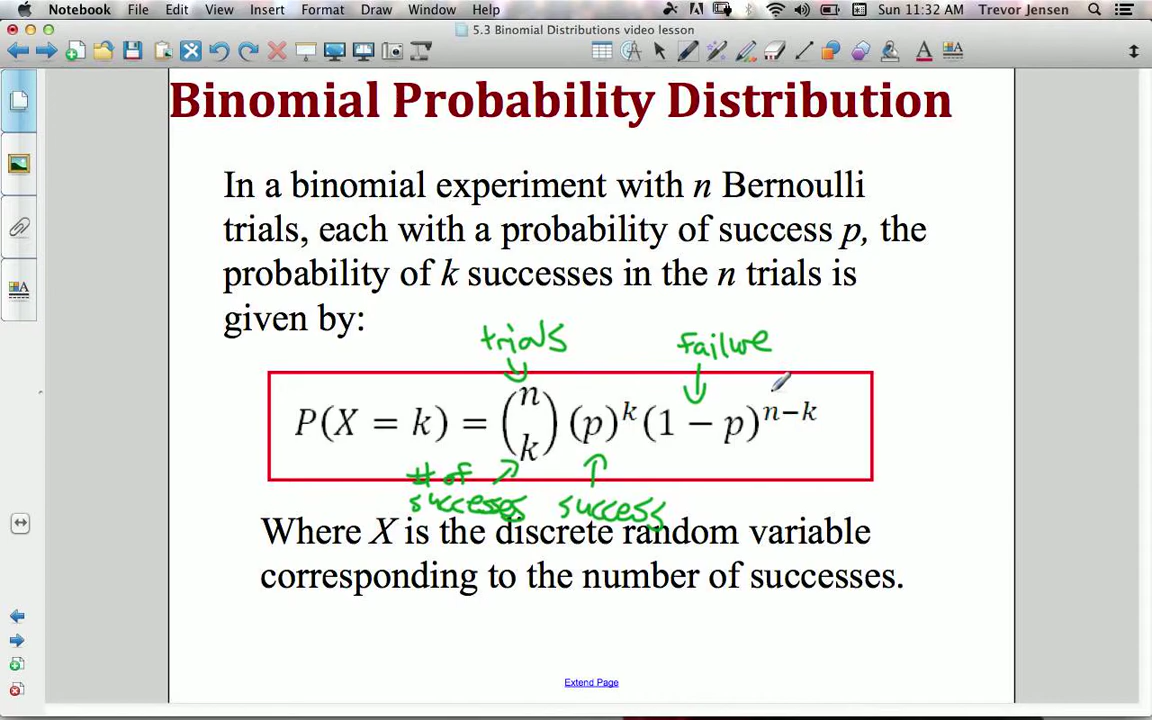 Notebook File Edit View Insert Format Draw Window Help Sun 11:32 AM Trevor Jensen
5.3 Binomial Distributions video lesson
Binomial Probability Distribution
In a binomial experiment with n Bernoulli
trials, each with a probability of success p, the
probability of k successes in the n trials is
given by:
trials failure
P(X = k) = (n k) (p)^k (1 − p)^{n−k}
# of
successes success
Where X is the discrete random variable
corresponding to the number of successes.
Extend Page